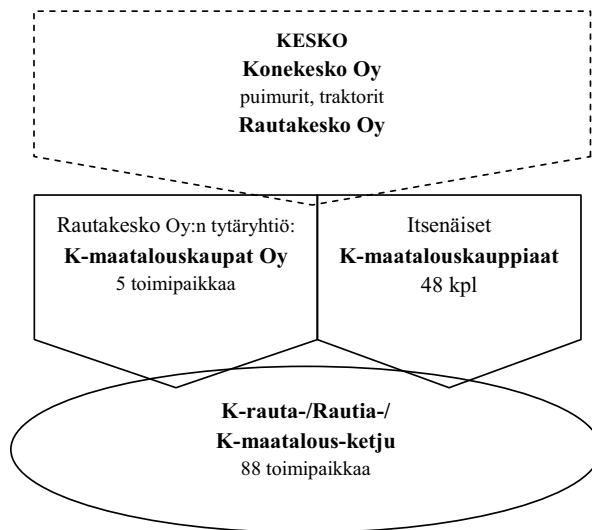 KESKO
Konekesko Oy
puimurit, traktorit
Rautakesko Oy
Rautakesko Oy:n tytäryhtiö:
K-maatalouskaupat Oy
5 toimipaikkaa
Itsenäiset
K-maatalouskauppiaat
48 kpl
K-rauta-/Rautia-/
K-maatalous-ketju
88 toimipaikkaa